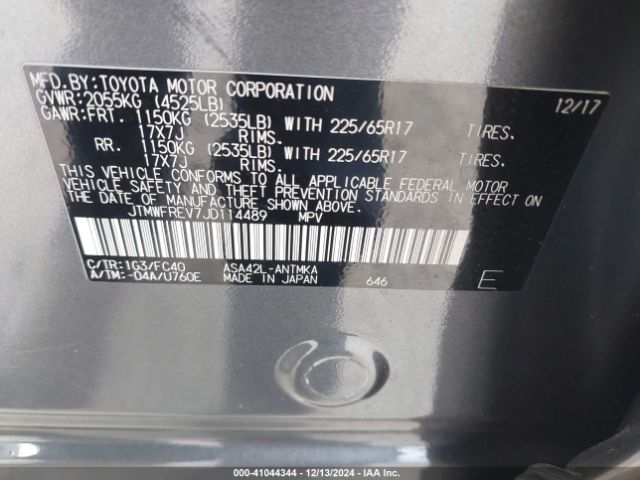 MFD.BY:TOYOTA MOTOR CORPORATION 12/17
GVWR:2055KG (4525LB)
GAWR:FRT. 1150KG (2535LB) WITH 225/65R17 TIRES.
17X7J RIMS.
RR. 1150KG (2535LB) WITH 225/65R17 TIRES.
17X7J RIMS.
THIS VEHICLE CONFORMS TO ALL APPLICABLE FEDERAL MOTOR
VEHICLE SAFETY AND THEFT PREVENTION STANDARDS IN EFFECT ON
THE DATE OF MANUFACTURE SHOWN ABOVE.
JTMWFREV7JD114489 MPV
C/TR:1G3/FC40 ASA42L-ANTMKA
A/TM:-04A/U760E MADE IN JAPAN 646 E
000-41044344 | 12/13/2024 - IAA Inc.